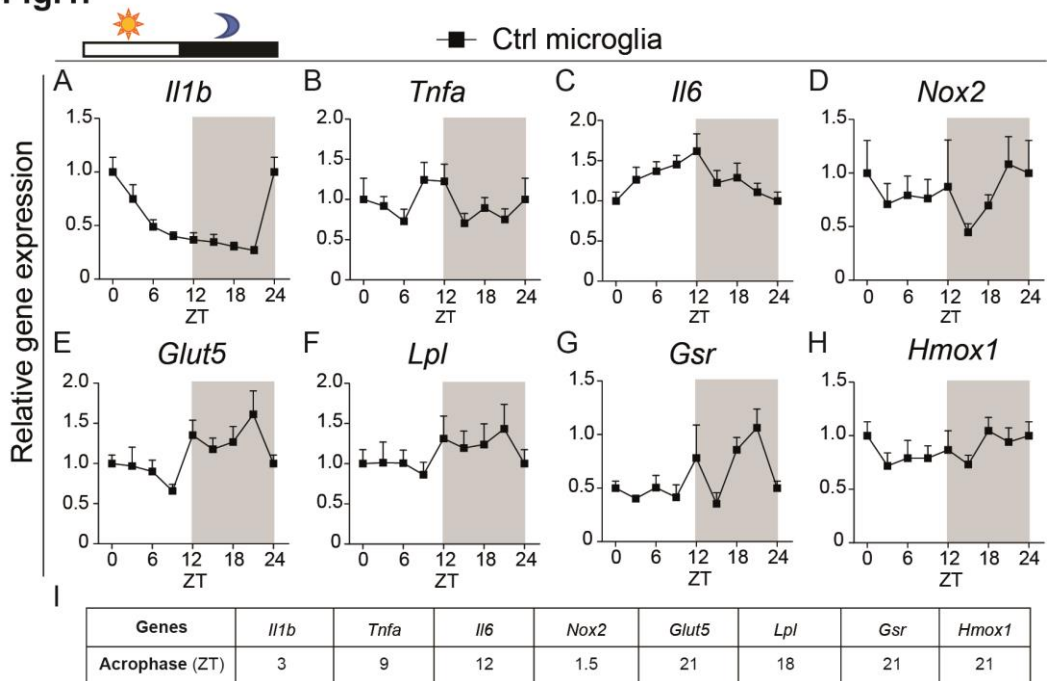 Ctrl microglia
Relative gene expression
A
Il1b
1.5
1.0
0.5
0
0 6 12 18 24
ZT
B
Tnfa
2.0
1.5
1.0
0.5
0 6 12 18 24
ZT
C
Il6
2.0
1.5
1.0
0.5
0
0 6 12 18 24
ZT
D
Nox2
1.5
1.0
0.5
0
0 6 12 18 24
ZT
E
Glut5
2.0
1.5
1.0
0.5
0
0 6 12 18 24
ZT
F
Lpl
2.0
1.5
1.0
0.5
0
0 6 12 18 24
ZT
G
Gsr
1.5
1.0
0.5
0
0 6 12 18 24
ZT
H
Hmox1
1.5
1.0
0.5
0
0 6 12 18 24
ZT
I
Genes Il1b Tnfa Il6 Nox2 Glut5 Lpl Gsr Hmox1
Acrophase (ZT) 3 9 12 1.5 21 18 21 21